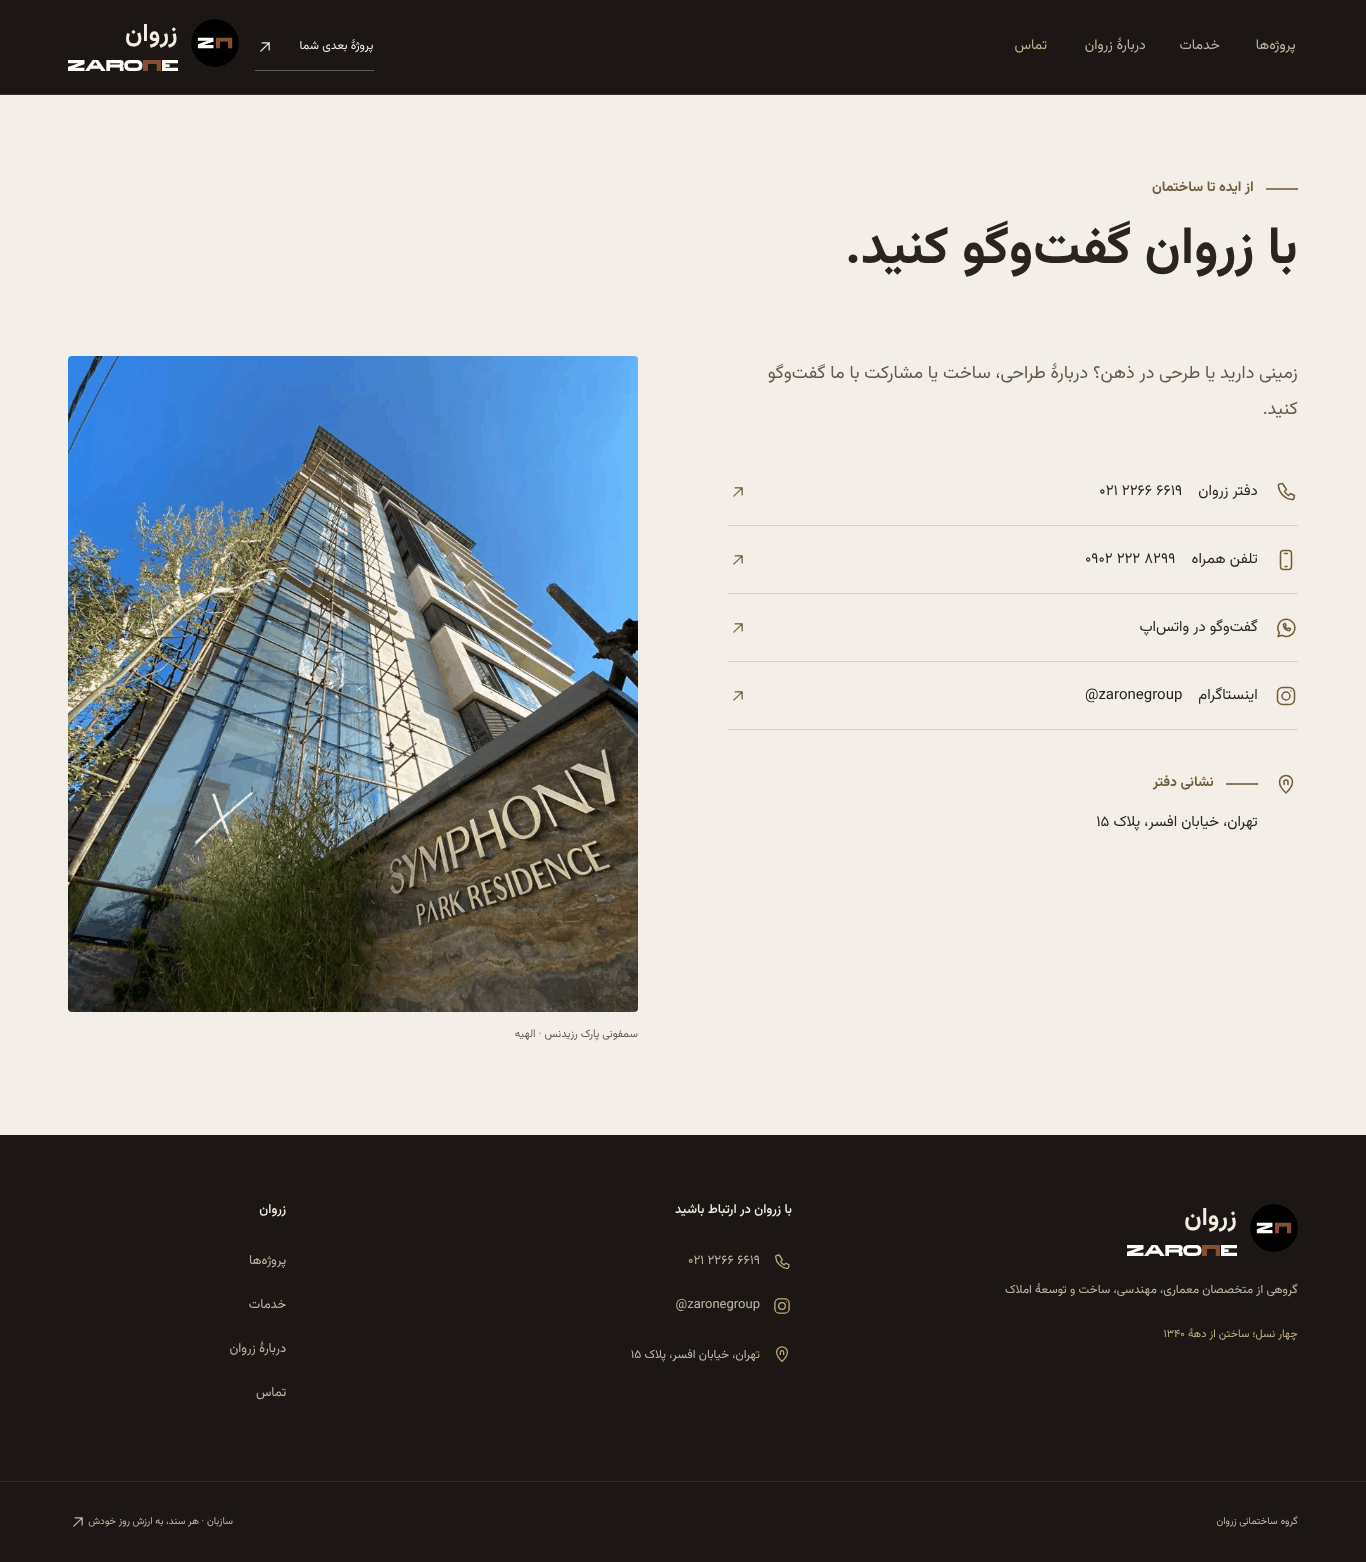 پروژه‌ها
خدمات
دربارهٔ زروان
تماس
پروژهٔ بعدی شما
zn
زروان
ZARONE
از ایده تا ساختمان
با زروان گفت‌وگو کنید.
زمینی دارید یا طرحی در ذهن؟ دربارهٔ طراحی، ساخت یا مشارکت با ما گفت‌وگو
کنید.
دفتر زروان ۰۲۱ ۲۲۶۶ ۶۶۱۹
تلفن همراه ۰۹۰۲ ۲۲۲ ۸۲۹۹
گفت‌وگو در واتس‌اپ
اینستاگرام @zaronegroup
نشانی دفتر
تهران، خیابان افسر، پلاک ۱۵
SYMPHONY
PARK RESIDENCE
سمفونی پارک رزیدنس · الهیه
zn
زروان
ZARONE
گروهی از متخصصان معماری، مهندسی، ساخت و توسعهٔ املاک
چهار نسل؛ ساختن از دههٔ ۱۳۴۰
با زروان در ارتباط باشید
۰۲۱ ۲۲۶۶ ۶۶۱۹
@zaronegroup
تهران، خیابان افسر، پلاک ۱۵
زروان
پروژه‌ها
خدمات
دربارهٔ زروان
تماس
گروه ساختمانی زروان
سازبان · هر سند، به ارزش روز خودش